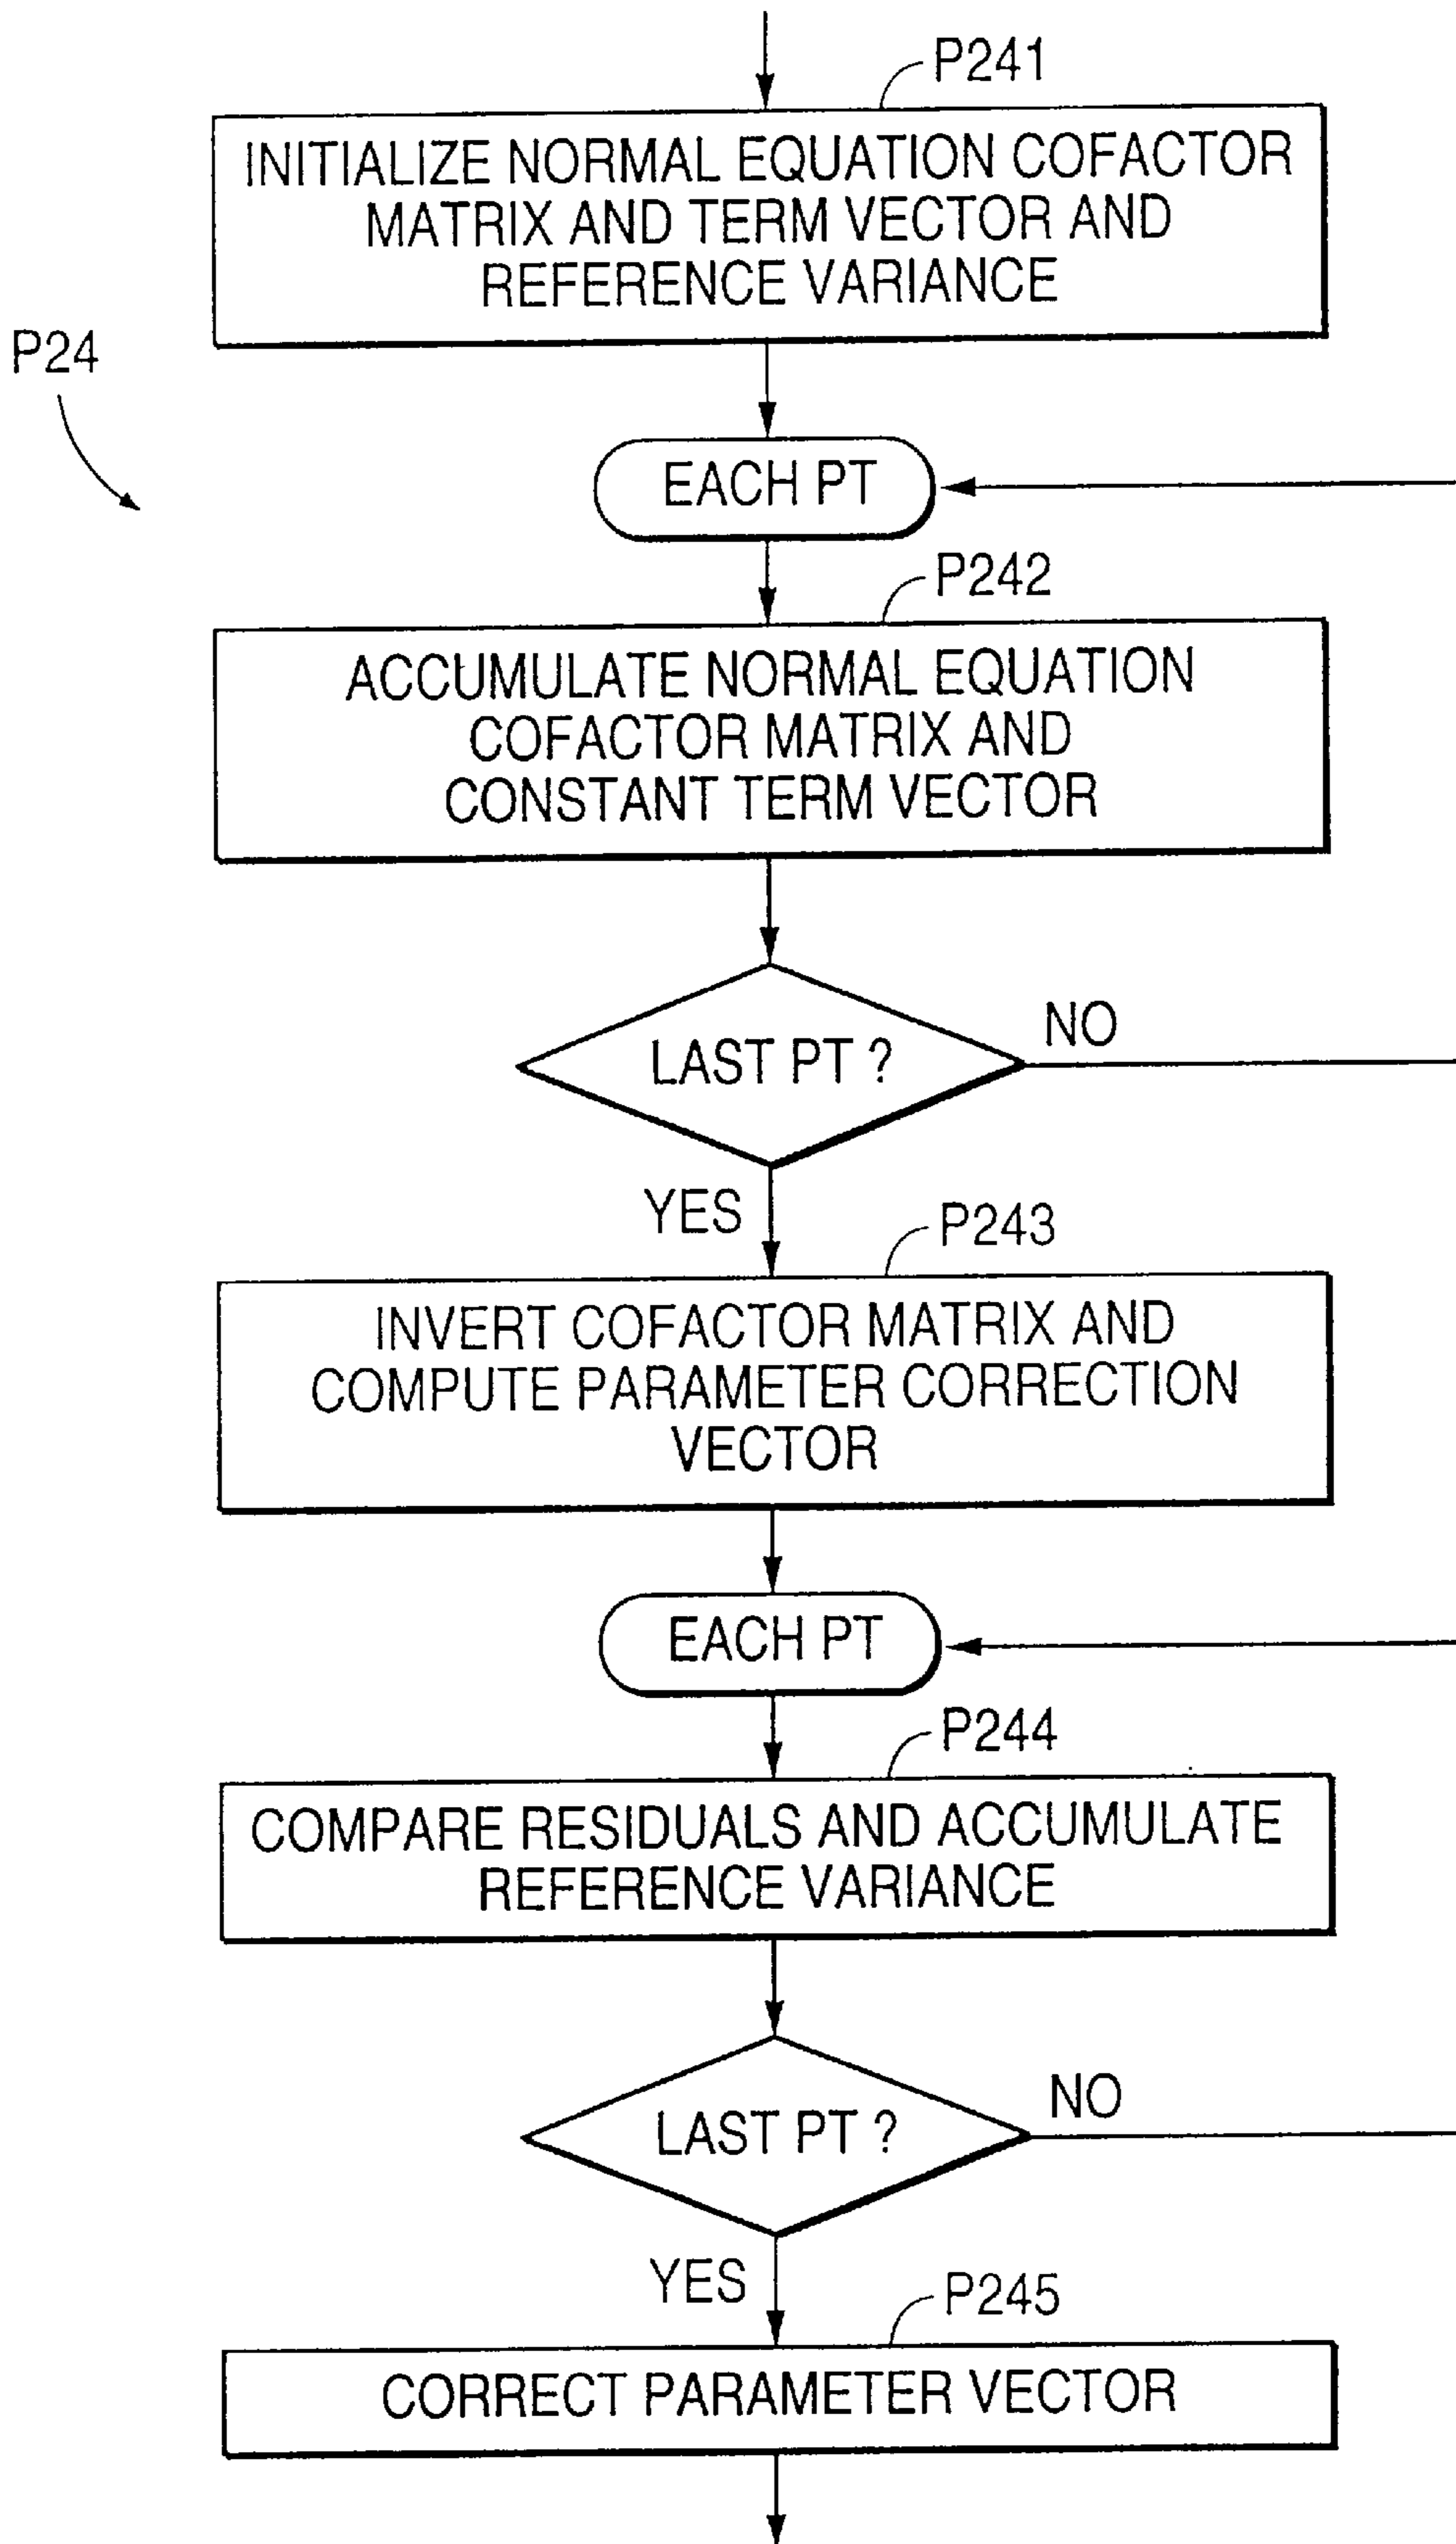 P241
INITIALIZE NORMAL EQUATION COFACTOR
MATRIX AND TERM VECTOR AND
REFERENCE VARIANCE
P24
EACH PT
P242
ACCUMULATE NORMAL EQUATION
COFACTOR MATRIX AND
CONSTANT TERM VECTOR
LAST PT ?
NO
YES
P243
INVERT COFACTOR MATRIX AND
COMPUTE PARAMETER CORRECTION
VECTOR
EACH PT
P244
COMPARE RESIDUALS AND ACCUMULATE
REFERENCE VARIANCE
LAST PT ?
NO
YES
P245
CORRECT PARAMETER VECTOR